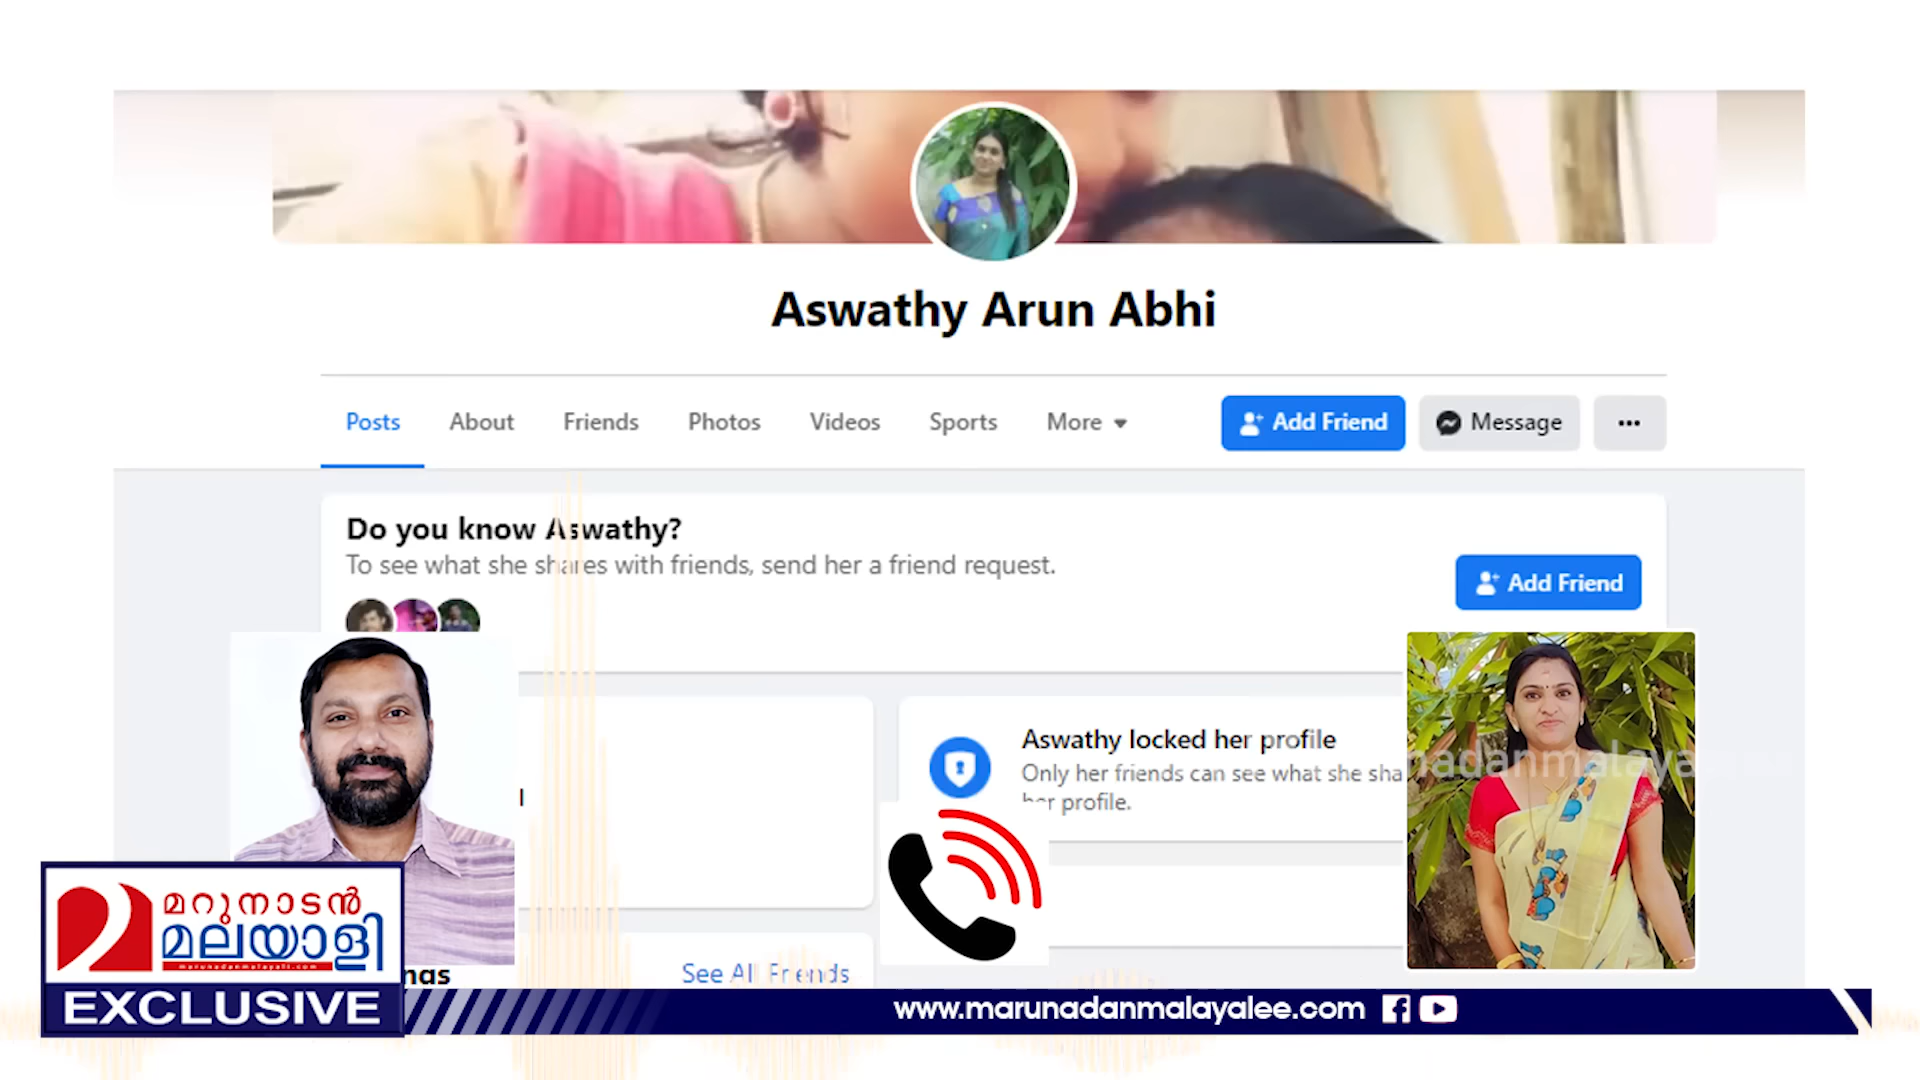 Aswathy Arun Abhi
Posts About Friends Photos Videos Sports More
Add Friend
Message
Do you know Aswathy?
To see what she shares with friends, send her a friend request.
Add Friend
Aswathy locked her profile
Only her friends can see what she sha
her profile.
nadanmalaya
മറുനാടൻ
മലയാളി
See All Friends
EXCLUSIVE
www.marunadanmalayalee.com